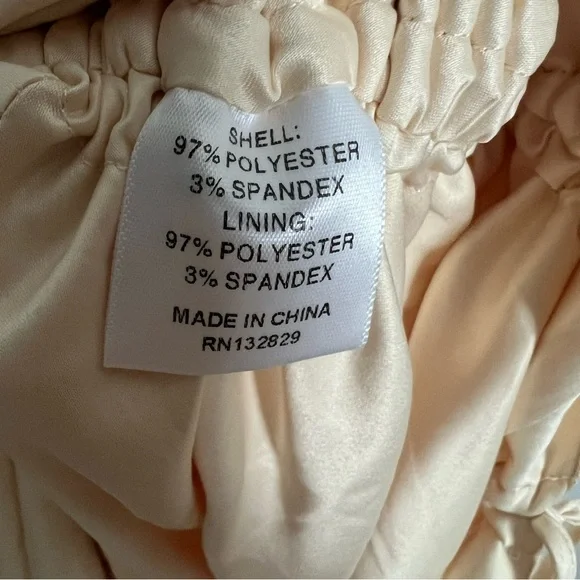 SHELL:
97% POLYESTER
3% SPANDEX
LINING:
97% POLYESTER
3% SPANDEX
MADE IN CHINA
RN132829